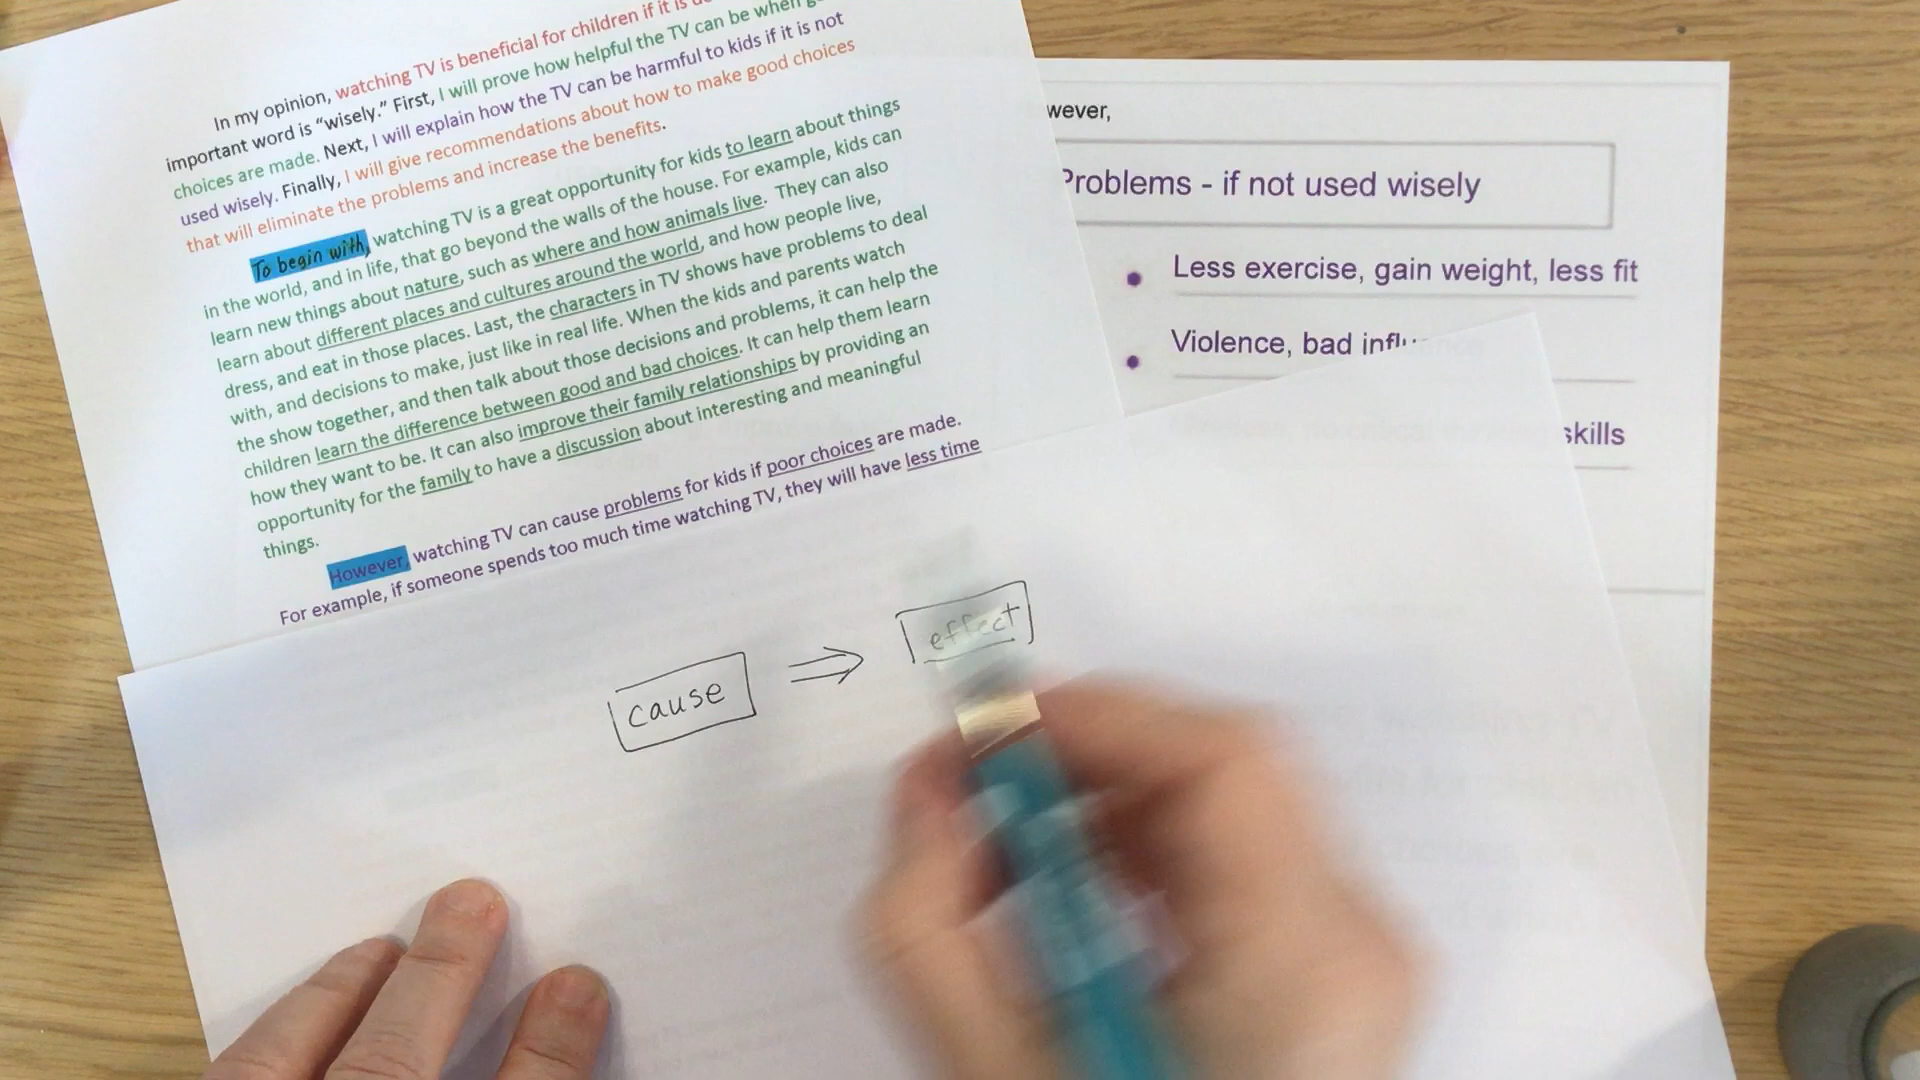 In my opinion, watching TV is beneficial for children if it is
important word is “wisely.” First, I will prove how helpful the TV can be when
choices are made. Next, I will explain how the TV can be harmful to kids if it is not
used wisely. Finally, I will give recommendations about how to make good choices
that will eliminate the problems and increase the benefits.
To begin with, watching TV is a great opportunity for kids to learn about things
in the world, and in life, that go beyond the walls of the house. For example, kids can
learn new things about nature, such as where and how animals live. They can also
learn about different places and cultures around the world, and how people live,
dress, and eat in those places. Last, the characters in TV shows have problems to deal
with, and decisions to make, just like in real life. When the kids and parents watch
the show together, and then talk about those decisions and problems, it can help the
children learn the difference between good and bad choices. It can help them learn
how they want to be. It can also improve their family relationships by providing an
opportunity for the family to have a discussion about interesting and meaningful
things.
However, watching TV can cause problems for kids if poor choices are made.
For example, if someone spends too much time watching TV, they will have less time
cause ⇒ effect
wever,
Problems - if not used wisely
• Less exercise, gain weight, less fit
• Violence, bad influ
skills